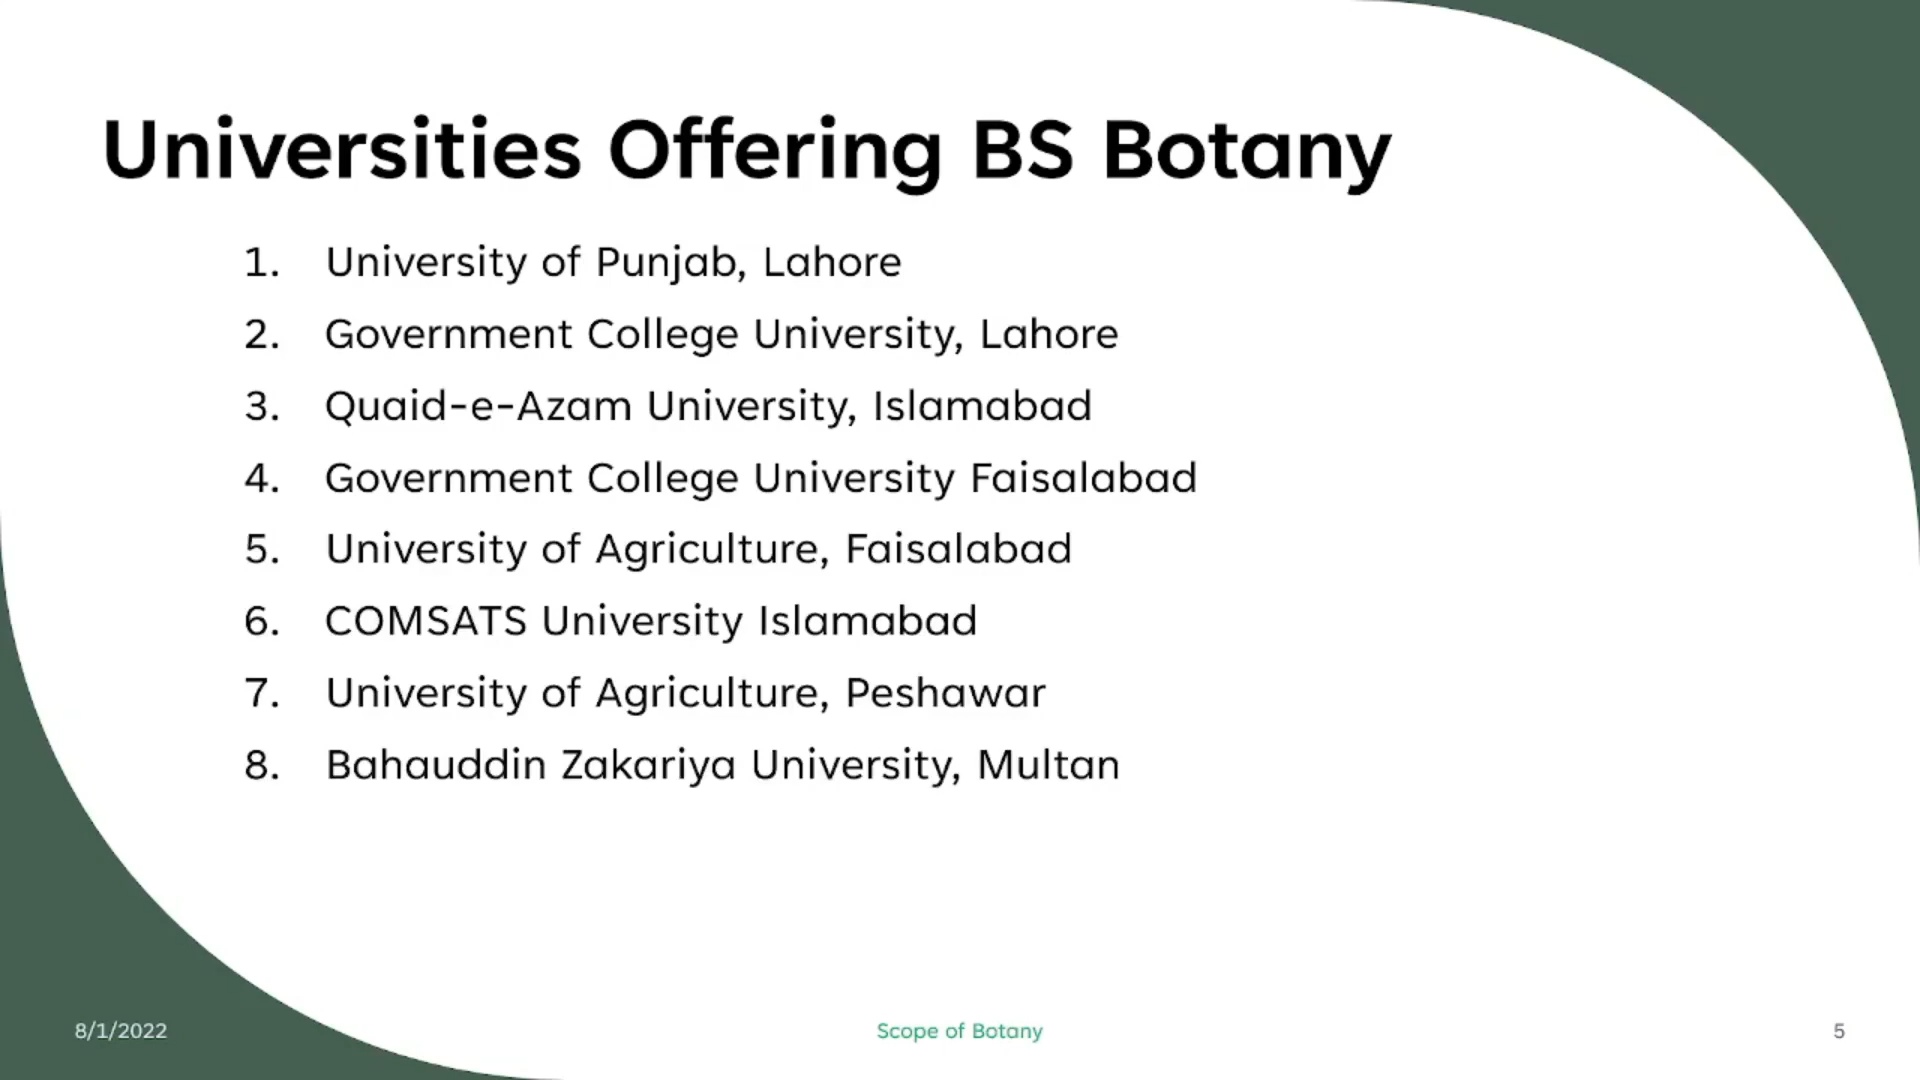 Universities Offering BS Botany
1. University of Punjab, Lahore
2. Government College University, Lahore
3. Quaid-e-Azam University, Islamabad
4. Government College University Faisalabad
5. University of Agriculture, Faisalabad
6. COMSATS University Islamabad
7. University of Agriculture, Peshawar
8. Bahauddin Zakariya University, Multan
8/1/2022
Scope of Botany
5